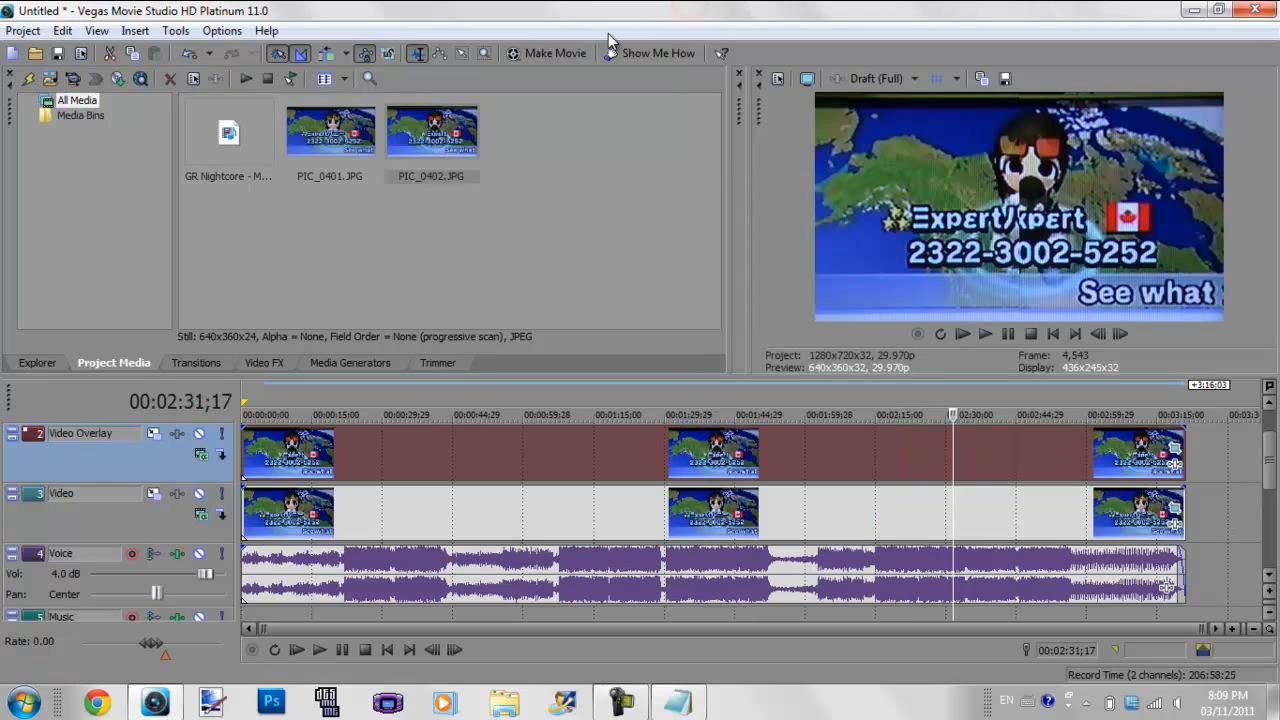 Untitled * - Vegas Movie Studio HD Platinum 11.0
Project Edit View Insert Tools Options Help
Make Movie Show Me How
All Media
Media Bins
GR Nightcore - M... PIC_0401.JPG PIC_0402.JPG
Still: 640x360x24, Alpha = None, Field Order = None (progressive scan), JPEG
Explorer Project Media Transitions Video FX Media Generators Trimmer
Draft (Full)
2322-3002-5252
See what
Project: 1280x720x32, 29.970p Frame: 4,543
Preview: 640x360x32, 29.970p Display: 436x245x32
+3:16:03
00:02:31;17
00:00:00;00 00:00:15;00 00:00:29;29 00:00:44;29 00:00:59;28 00:01:15;00 00:01:29;29 00:01:44;29 00:01:59;28 00:02:15;00 00:02:30;00 00:02:44;29 00:02:59;29 00:03:15;00
2 Video Overlay
3 Video
4 Voice
Vol: 4.0 dB
Pan: Center
5 Music
Rate: 0.00
00:02:31;17
Record Time (2 channels): 206:58:25
Ps
EN
8:09 PM
03/11/2011